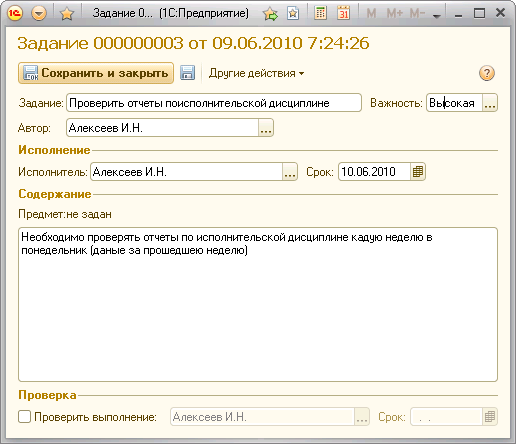 Задание 0... (1С:Предприятие)
M M+ M-
Задание 000000003 от 09.06.2010 7:24:26
Сохранить и закрыть Другие действия
Задание: Проверить отчеты поисполнительской дисциплине Важность: Высокая ...
Автор: Алексеев И.Н. ...
Исполнение
Исполнитель: Алексеев И.Н. ... Срок: 10.06.2010
Содержание
Предмет:не задан
Необходимо проверять отчеты по исполнительской дисциплине кадую неделю в
понедельник (даные за прошедшею неделю)
Проверка
Проверить выполнение: Алексеев И.Н. ... Срок: . .